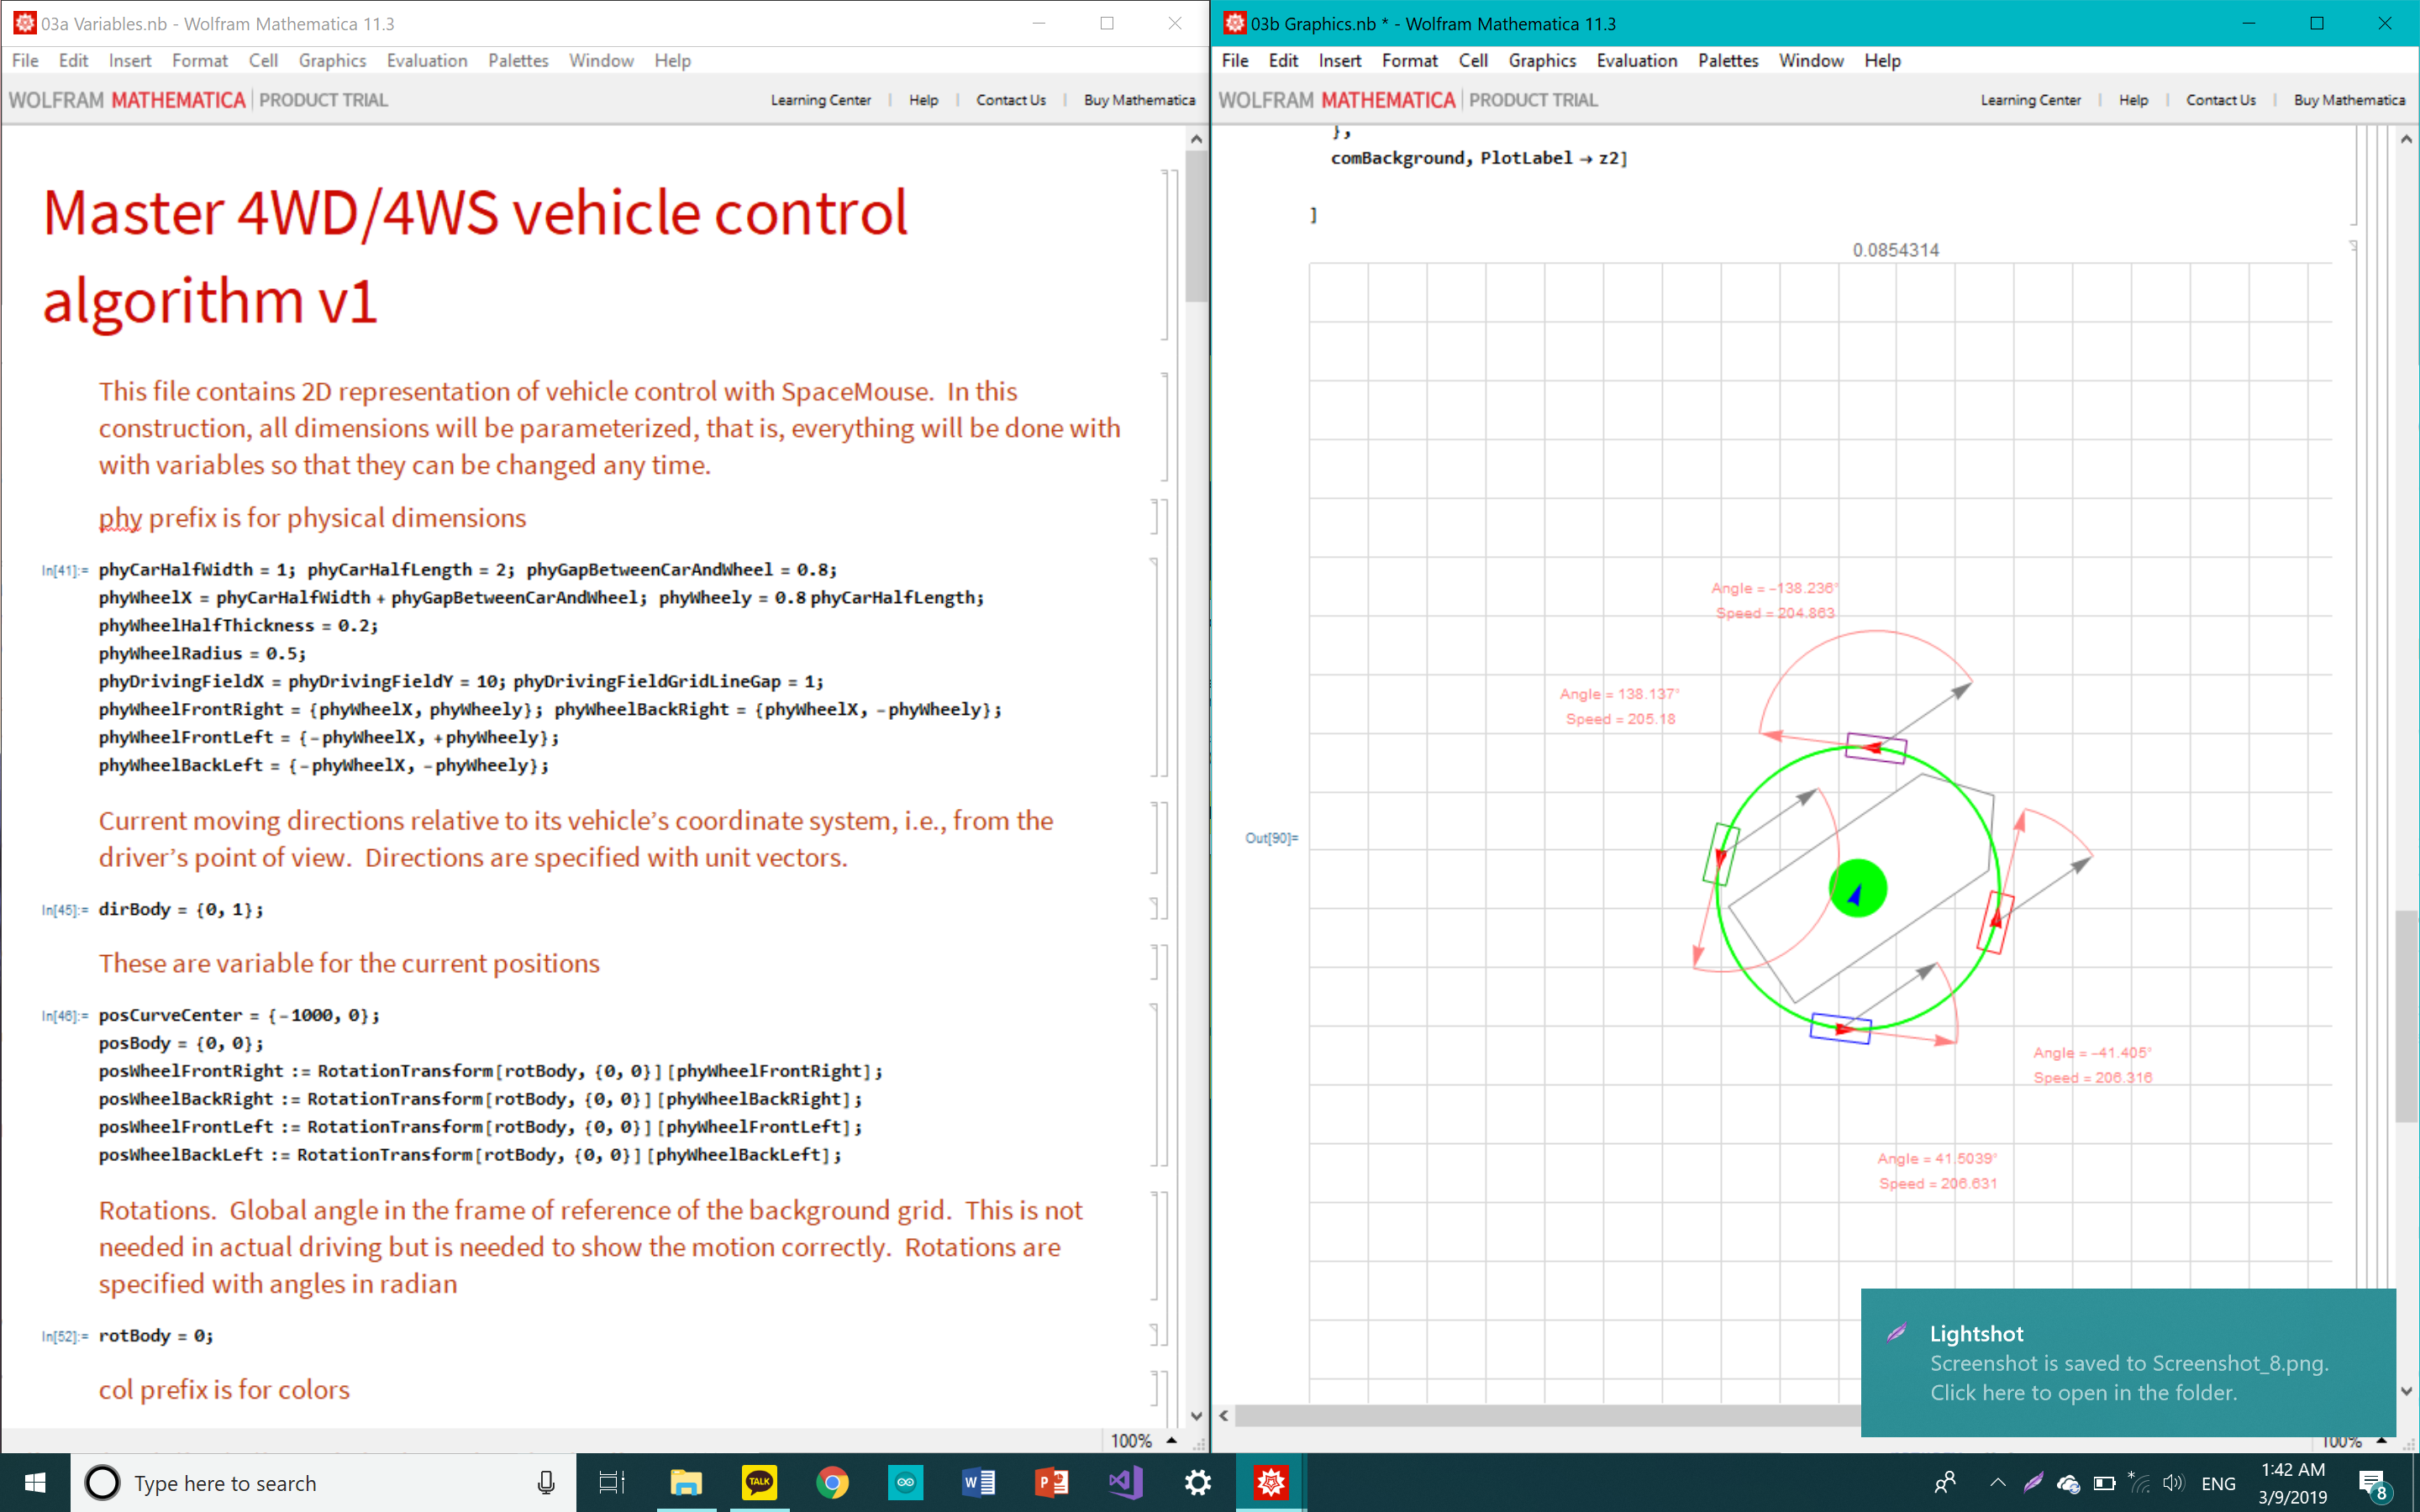 03a Variables.nb - Wolfram Mathematica 11.3
File Edit Insert Format Cell Graphics Evaluation Palettes Window Help
WOLFRAM MATHEMATICA | PRODUCT TRIAL Learning Center | Help | Contact Us | Buy Mathematica
Master 4WD/4WS vehicle control
algorithm v1
This file contains 2D representation of vehicle control with SpaceMouse. In this
construction, all dimensions will be parameterized, that is, everything will be done with
with variables so that they can be changed any time.
phy prefix is for physical dimensions
In[41]:= phyCarHalfWidth = 1; phyCarHalfLength = 2; phyGapBetweenCarAndWheel = 0.8;
phyWheelX = phyCarHalfWidth + phyGapBetweenCarAndWheel; phyWheely = 0.8 phyCarHalfLength;
phyWheelHalfThickness = 0.2;
phyWheelRadius = 0.5;
phyDrivingFieldX = phyDrivingFieldY = 10; phyDrivingFieldGridLineGap = 1;
phyWheelFrontRight = {phyWheelX, phyWheely}; phyWheelBackRight = {phyWheelX, -phyWheely};
phyWheelFrontLeft = {-phyWheelX, +phyWheely};
phyWheelBackLeft = {-phyWheelX, -phyWheely};
Current moving directions relative to its vehicle's coordinate system, i.e., from the
driver's point of view. Directions are specified with unit vectors.
In[45]:= dirBody = {0, 1};
These are variable for the current positions
In[46]:= posCurveCenter = {-1000, 0};
posBody = {0, 0};
posWheelFrontRight := RotationTransform[rotBody, {0, 0}][phyWheelFrontRight];
posWheelBackRight := RotationTransform[rotBody, {0, 0}][phyWheelBackRight];
posWheelFrontLeft := RotationTransform[rotBody, {0, 0}][phyWheelFrontLeft];
posWheelBackLeft := RotationTransform[rotBody, {0, 0}][phyWheelBackLeft];
Rotations. Global angle in the frame of reference of the background grid. This is not
needed in actual driving but is needed to show the motion correctly. Rotations are
specified with angles in radian
In[52]:= rotBody = 0;
col prefix is for colors
100%
03b Graphics.nb * - Wolfram Mathematica 11.3
File Edit Insert Format Cell Graphics Evaluation Palettes Window Help
WOLFRAM MATHEMATICA | PRODUCT TRIAL Learning Center | Help | Contact Us | Buy Mathematica
},
comBackground, PlotLabel → z2]
]
0.0854314
Angle = -138.236°
Speed = 204.863
Angle = 138.137°
Speed = 205.18
Out[90]=
Angle = -41.405°
Speed = 206.316
Angle = 41.5039°
Speed = 206.631
Lightshot
Screenshot is saved to Screenshot_8.png.
Click here to open in the folder.
100%
Type here to search
TALK
ENG
1:42 AM
3/9/2019
8